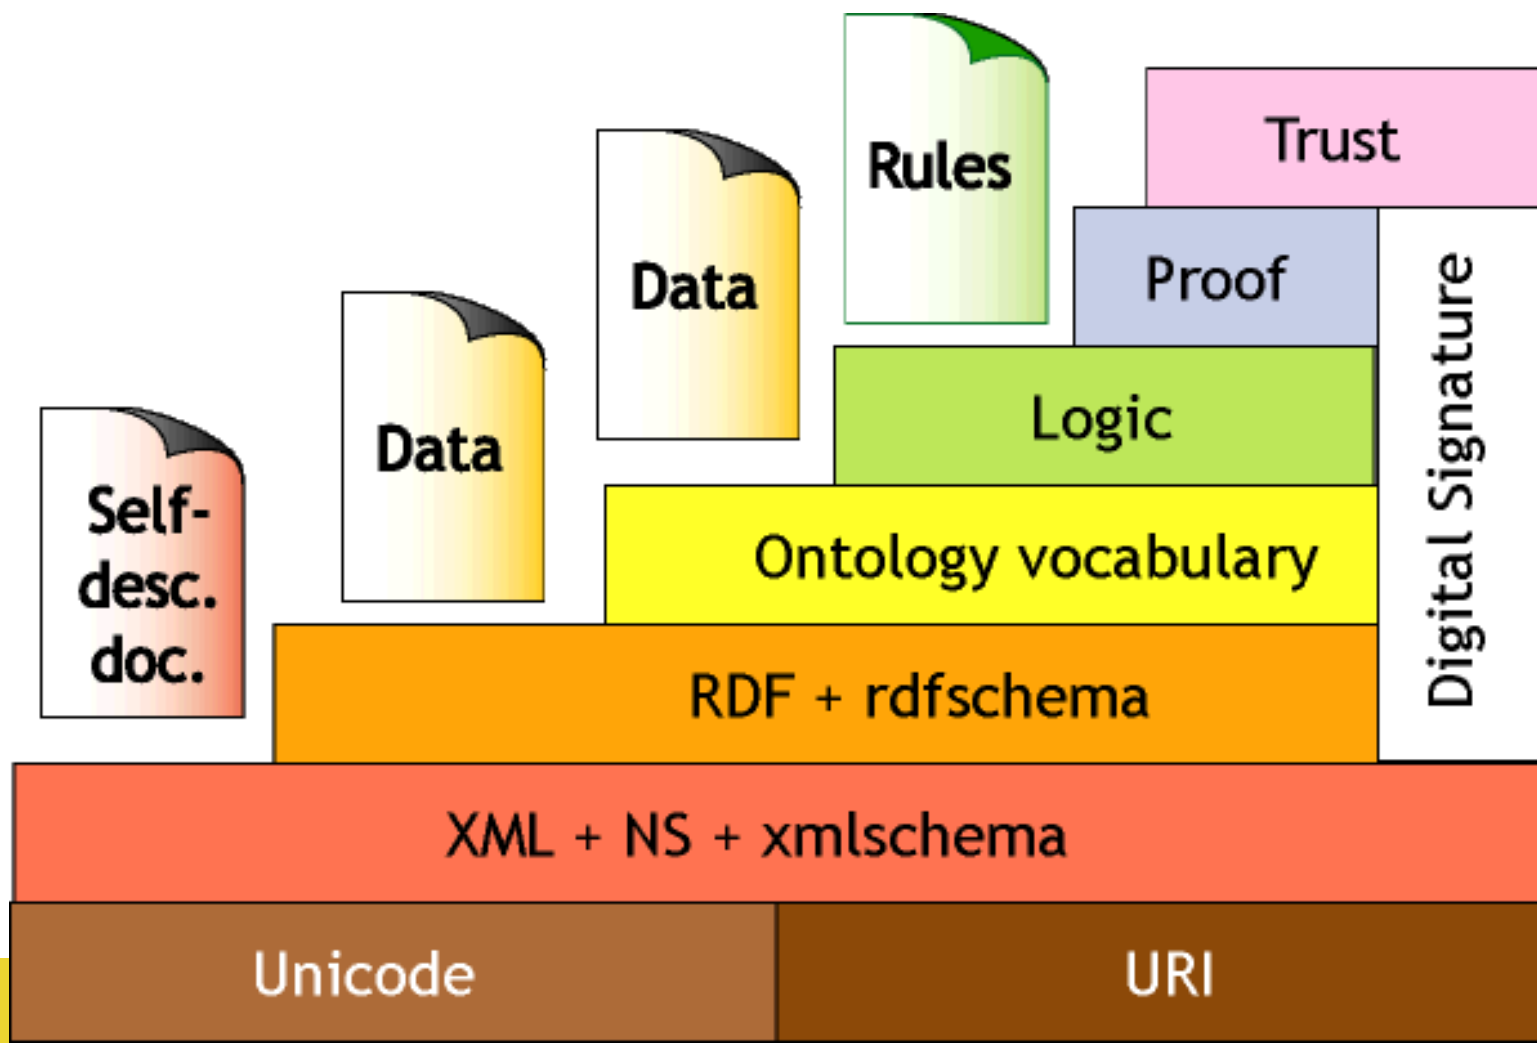 Trust
Rules
Proof
Data
Logic
Data
Digital Signature
Self-
desc.
doc.
Ontology vocabulary
RDF + rdfschema
XML + NS + xmlschema
Unicode
URI